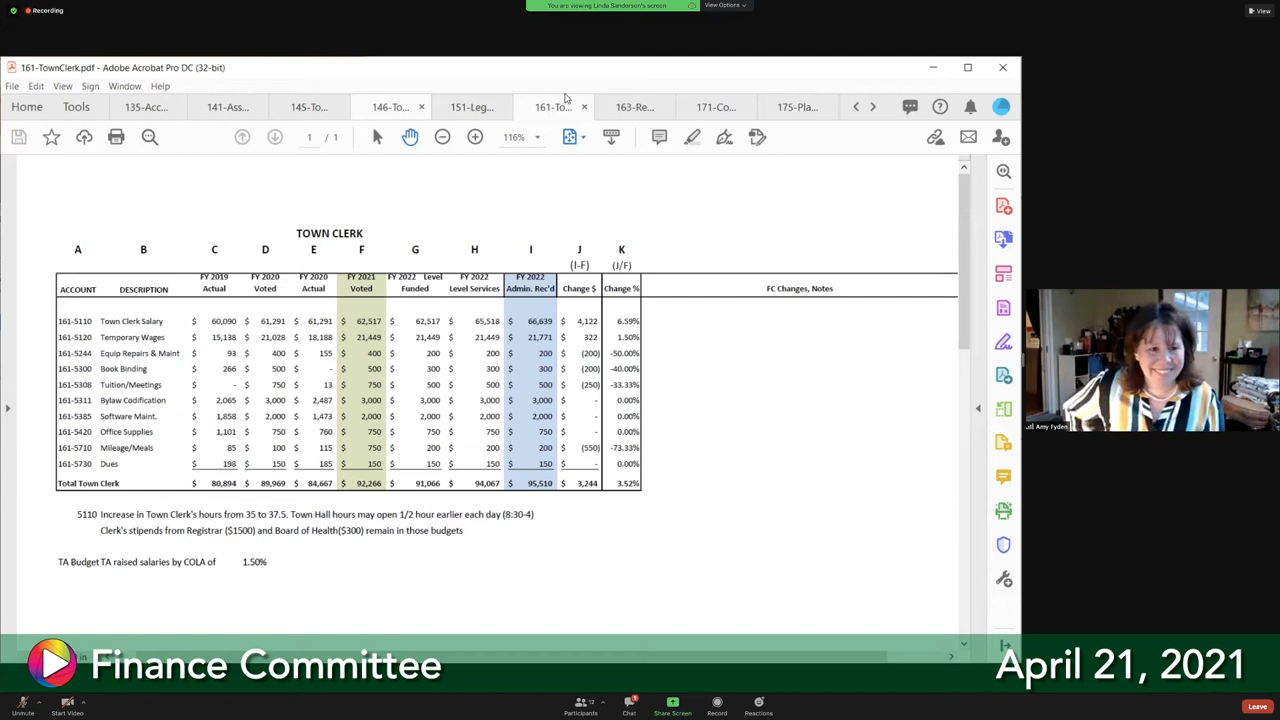 Recording
You are viewing Linda Sanderson's screen
View Options
View
161-TownClerk.pdf - Adobe Acrobat Pro DC (32-bit)
File Edit View Sign Window Help
Home Tools 135-Acc... 141-Ass... 145-To... 146-To... 151-Leg... 161-To... 163-Re... 171-Co... 175-Pla...
1 / 1 116%
TOWN CLERK
A B C D E F G H I J K
(I-F) (J/F)
FY 2019 FY 2020 FY 2020 FY 2021 FY 2022 Level FY 2022 FY 2022
ACCOUNT DESCRIPTION Actual Voted Actual Voted Funded Level Services Admin. Rec'd Change $ Change % FC Changes, Notes
161-5110 Town Clerk Salary $ 60,090 $ 61,291 $ 61,291 $ 62,517 $ 62,517 $ 65,518 $ 66,639 $ 4,122 6.59%
161-5120 Temporary Wages $ 15,138 $ 21,028 $ 18,188 $ 21,449 $ 21,449 $ 21,449 $ 21,771 $ 322 1.50%
161-5244 Equip Repairs & Maint $ 93 $ 400 $ 155 $ 400 $ 200 $ 200 $ 200 $ (200) -50.00%
161-5300 Book Binding $ 266 $ 500 $ - $ 500 $ 300 $ 300 $ 300 $ (200) -40.00%
161-5308 Tuition/Meetings $ - $ 750 $ 13 $ 750 $ 500 $ 500 $ 500 $ (250) -33.33%
161-5311 Bylaw Codification $ 2,065 $ 3,000 $ 2,487 $ 3,000 $ 3,000 $ 3,000 $ 3,000 $ - 0.00%
161-5385 Software Maint. $ 1,858 $ 2,000 $ 1,473 $ 2,000 $ 2,000 $ 2,000 $ 2,000 $ - 0.00%
161-5420 Office Supplies $ 1,101 $ 750 $ 760 $ 750 $ 750 $ 750 $ 750 $ - 0.00%
161-5710 Mileage/Meals $ 85 $ 100 $ 115 $ 750 $ 200 $ 200 $ 200 $ (550) -73.33%
161-5730 Dues $ 198 $ 150 $ 185 $ 150 $ 150 $ 150 $ 150 $ - 0.00%
Total Town Clerk $ 80,894 $ 89,969 $ 84,667 $ 92,266 $ 91,066 $ 94,067 $ 95,510 $ 3,244 3.52%
5110 Increase in Town Clerk's hours from 35 to 37.5. Town Hall hours may open 1/2 hour earlier each day (8:30-4)
Clerk's stipends from Registrar ($1500) and Board of Health($300) remain in those budgets
TA Budget TA raised salaries by COLA of 1.50%
Amy Fyden
Finance Committee
April 21, 2021
Unmute Start Video Participants 12 Chat 1 Share Screen Record Reactions Leave